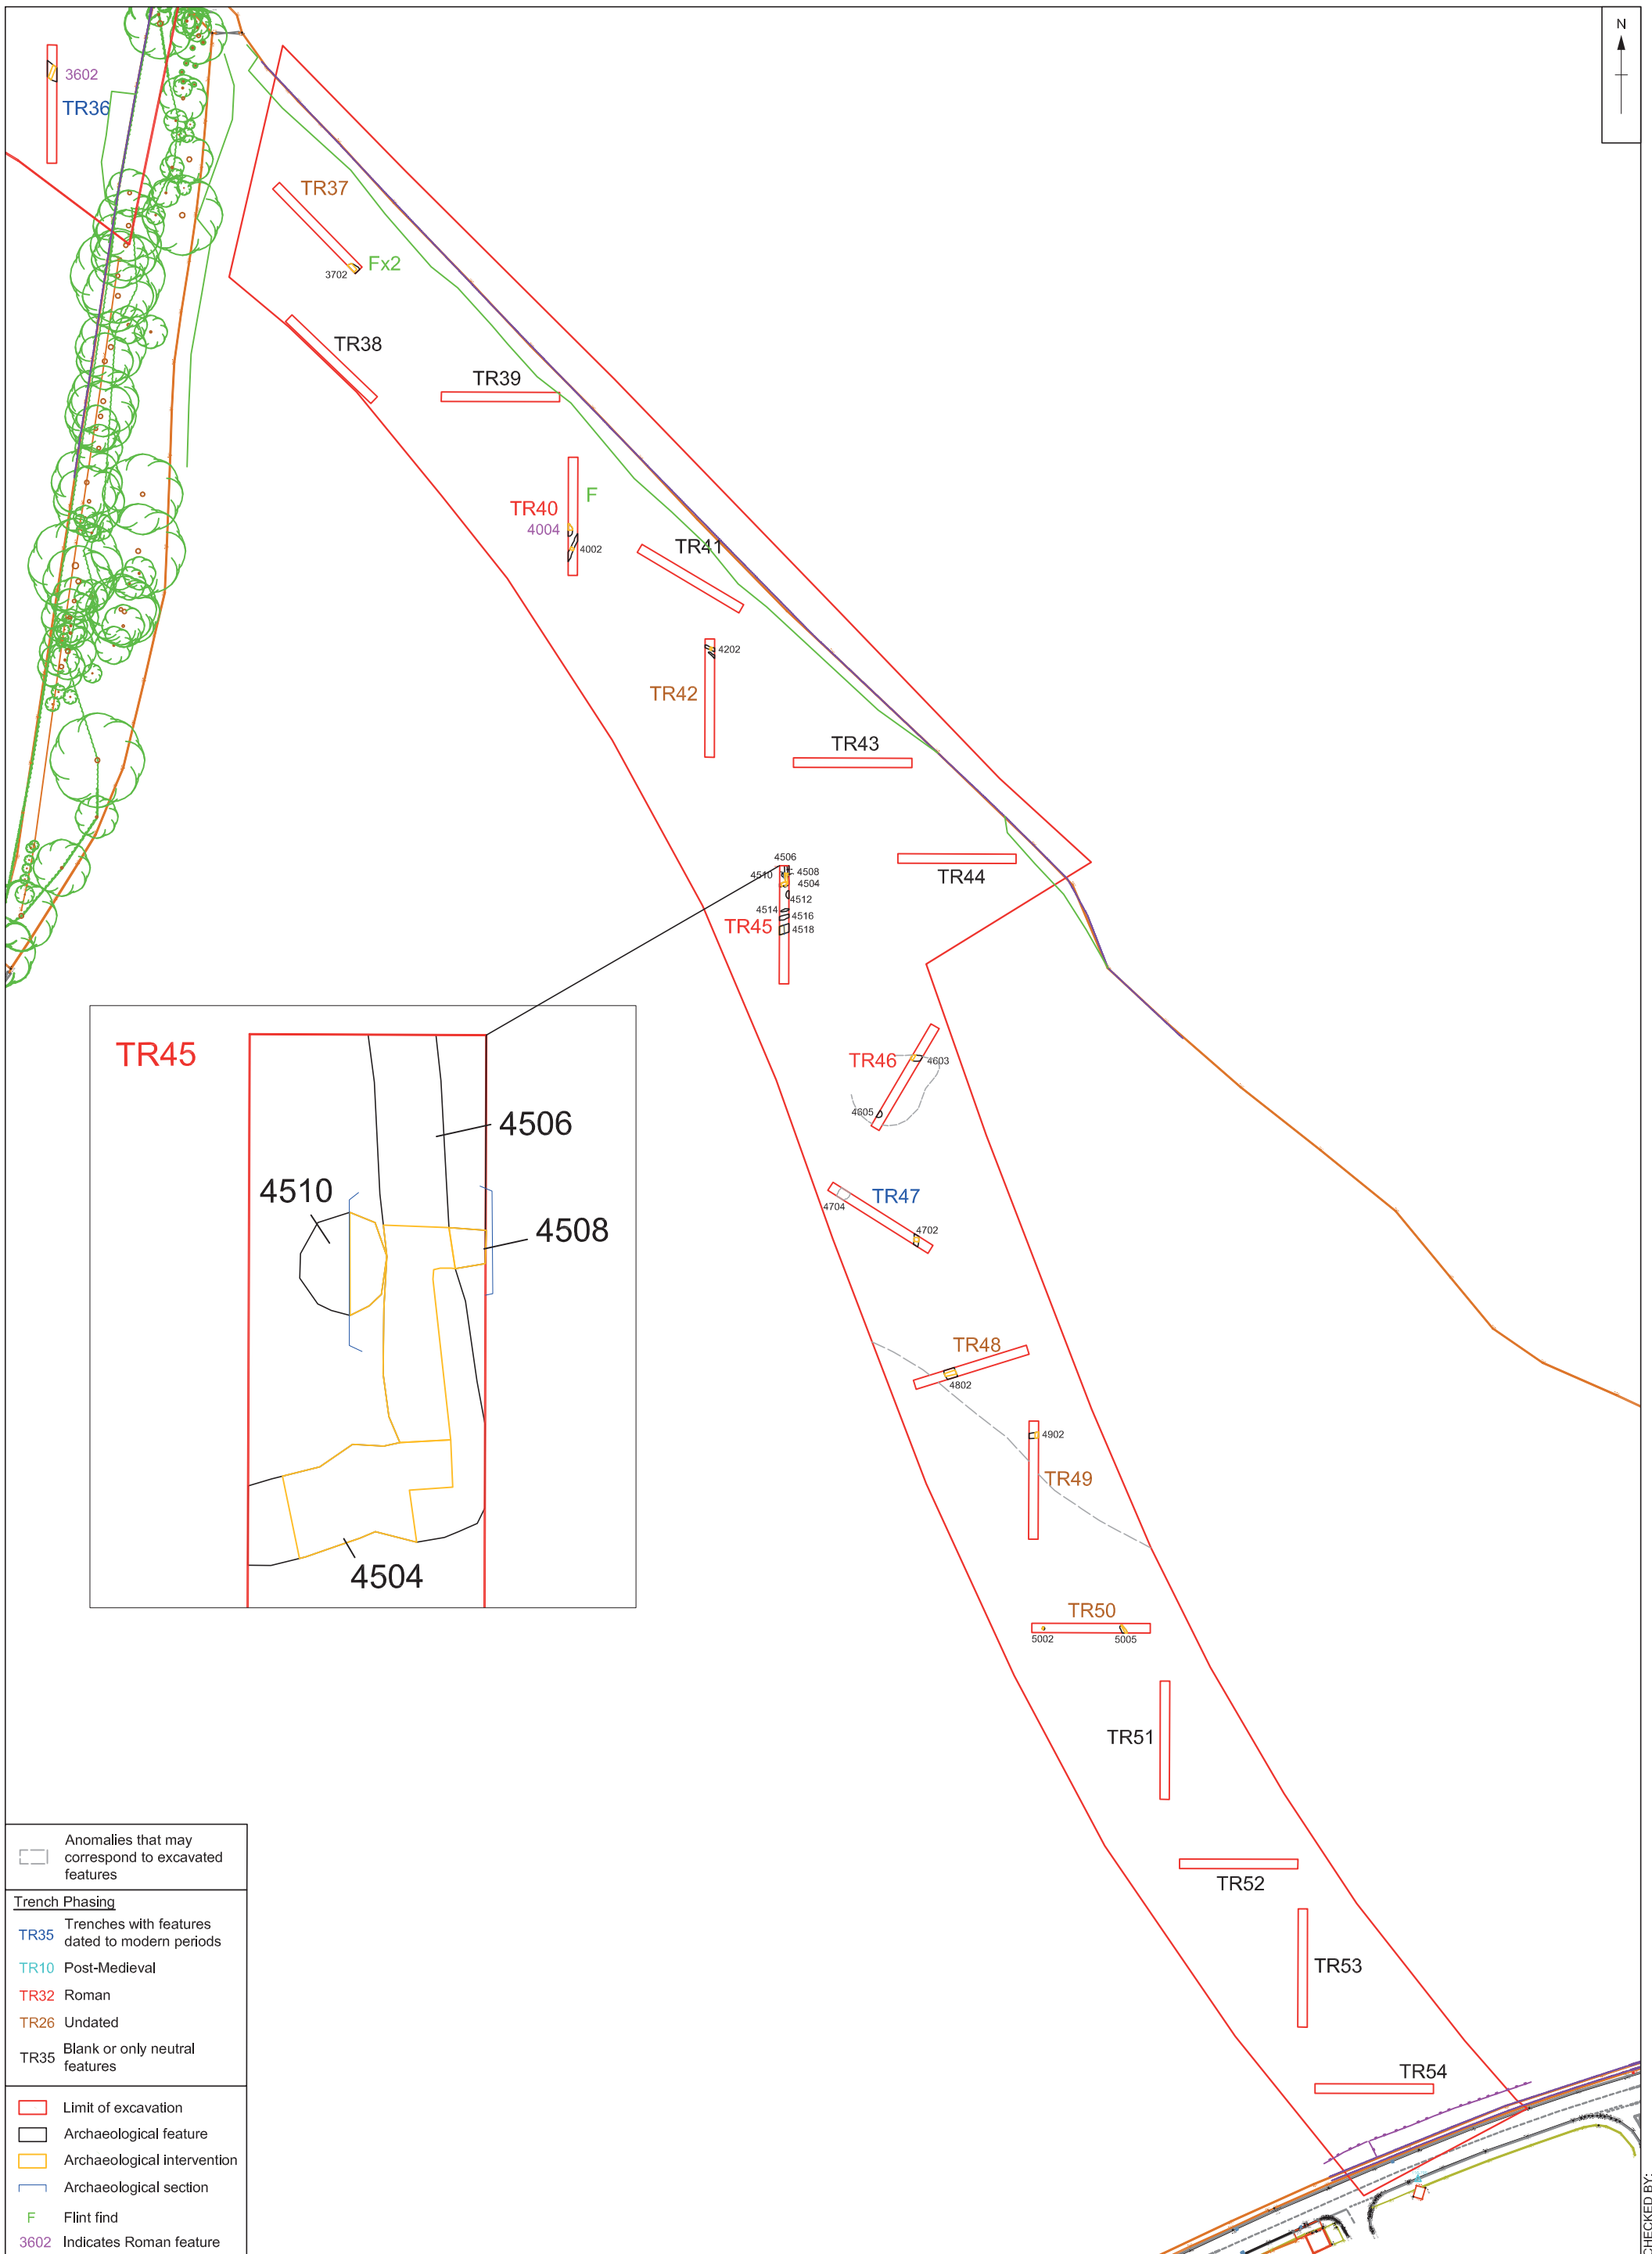 N
3602
TR36
TR37
Fx2
3702
TR38
TR39
F
TR40
4004
4002
TR41
4202
TR42
TR43
4506
4508
4510
4504
4512
4514
4516
TR45
4518
TR44
TR46
4603
4605
TR47
4704
4702
TR48
4802
4902
TR49
TR50
5002
5005
TR51
TR52
TR53
TR54
TR45
4506
4510
4508
4504
Anomalies that may
correspond to excavated
features
Trench Phasing
TR35 Trenches with features
dated to modern periods
TR10 Post-Medieval
TR32 Roman
TR26 Undated
TR35 Blank or only neutral
features
Limit of excavation
Archaeological feature
Archaeological intervention
Archaeological section
F Flint find
3602 Indicates Roman feature
CHECKED BY: